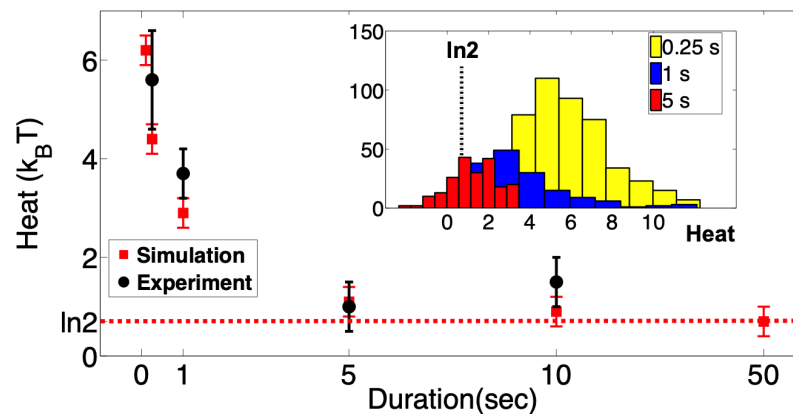 Heat (k_BT)
6
4
2
ln2
0
0 1 5 10 50
Duration(sec)
Simulation
Experiment
150
100
50
0
0 2 4 6 8 10
Heat
ln2
0.25 s
1 s
5 s